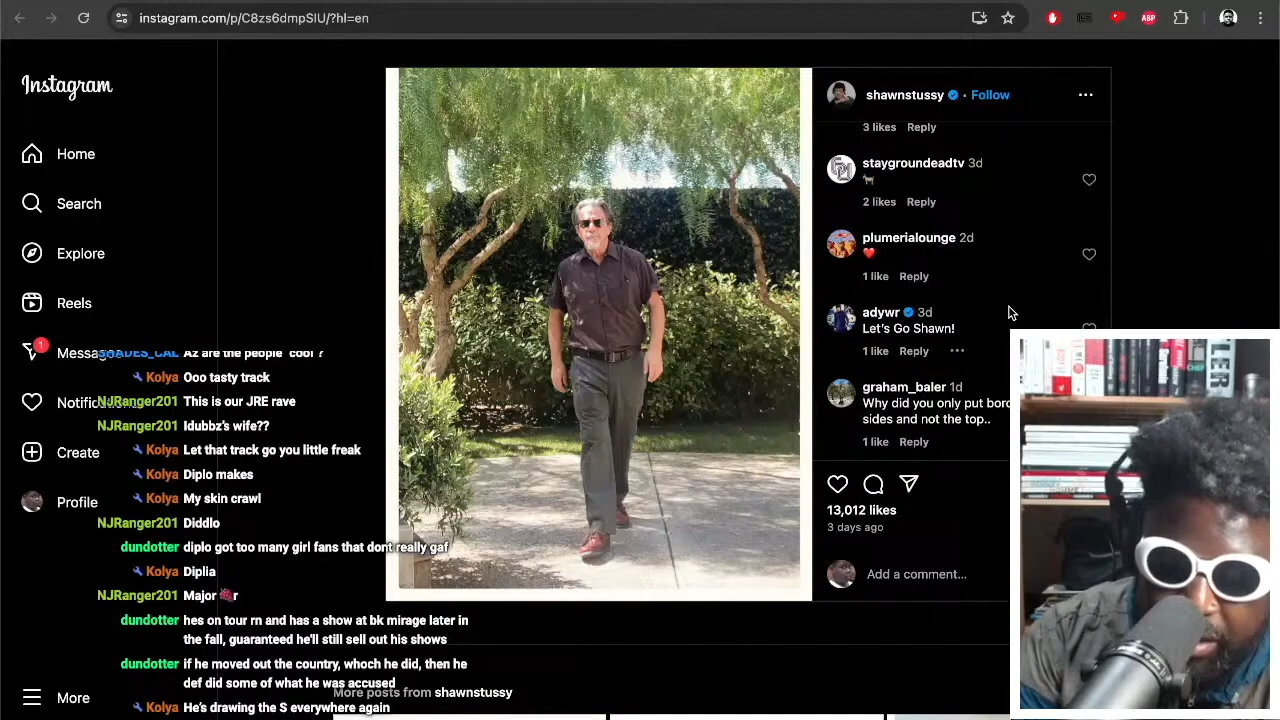 instagram.com/p/C8zs6dmpSlU/?hl=en
ABP
Instagram
Home
Search
Explore
Reels
1
Notific
Create
Profile
More
shawnstussy • Follow
3 likes Reply
staygroundeadtv 3d
2 likes Reply
plumerialounge 2d
❤️
1 like Reply
adywr 3d
Let's Go Shawn!
1 like Reply
graham_baler 1d
Why did you only put bord
sides and not the top..
1 like Reply
13,012 likes
3 days ago
Add a comment...
SHADES_CAL Az are the people cool ?
Kolya Ooo tasty track
NJRanger201 This is our JRE rave
NJRanger201 Idubbz's wife??
Kolya Let that track go you little freak
Kolya Diplo makes
Kolya My skin crawl
NJRanger201 Diddlo
dundotter diplo got too many girl fans that dont really gaf
Kolya Diplia
NJRanger201 Major 🍇r
dundotter hes on tour rn and has a show at bk mirage later in
the fall, guaranteed he'll still sell out his shows
dundotter if he moved out the country, whoch he did, then he
def did some of what he was accused
Kolya He's drawing the S everywhere again
More posts from shawnstussy
CHEF
LER